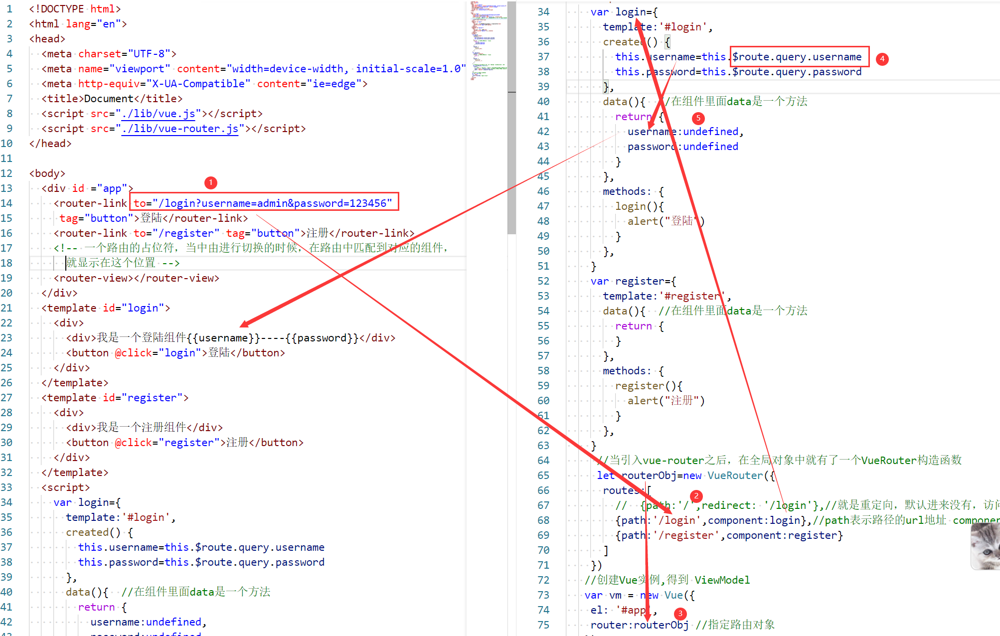 1 <!DOCTYPE html>
2 <html lang="en">
3 <head>
4 <meta charset="UTF-8">
5 <meta name="viewport" content="width=device-width, initial-scale=1.0"
6 <meta http-equiv="X-UA-Compatible" content="ie=edge">
7 <title>Document</title>
8 <script src="./lib/vue.js"></script>
9 <script src="./lib/vue-router.js"></script>
10 </head>
11
12 <body>
1
13 <div id ="app">
14 <router-link to="/login?username=admin&password=123456"
15 tag="button">登陆</router-link>
16 <router-link to="/register" tag="button">注册</router-link>
17 <!-- 一个路由的占位符，当中由进行切换的时候，在路由中匹配到对应的组件，
18 就显示在这个位置 -->
19 <router-view></router-view>
20 </div>
21 <template id="login">
22 <div>
23 <div>我是一个登陆组件{{username}}----{{password}}</div>
24 <button @click="login">登陆</button>
25 </div>
26 </template>
27 <template id="register">
28 <div>
29 <div>我是一个注册组件</div>
30 <button @click="register">注册</button>
31 </div>
32 </template>
33 <script>
34 var login={
35 template:'#login',
36 created() {
37 this.username=this.$route.query.username
38 this.password=this.$route.query.password
39 },
40 data(){ //在组件里面data是一个方法
41 return {
42 username:undefined,
password:undefined
34 var login={
35 template:'#login',
36 created() {
37 this.username=this.$route.query.username
4
38 this.password=this.$route.query.password
39 },
40 data(){ //在组件里面data是一个方法
41 return {
5
42 username:undefined,
43 password:undefined
44 }
45 },
46 methods: {
47 login(){
48 alert("登陆")
49 }
50 },
51 }
52 var register={
53 template:'#register',
54 data(){ //在组件里面data是一个方法
55 return {
56 }
57 },
58 methods: {
59 register(){
60 alert("注册")
61 }
62 },
63 }
64 //当引入vue-router之后，在全局对象中就有了一个VueRouter构造函数
65 let routerObj=new VueRouter({
66 routes:[
2
67 // {path:'/',redirect: '/login'},//就是重定向，默认进来没有，访问
68 {path:'/login',component:login},//path表示路径的url地址 componen
69 {path:'/register',component:register}
70 ]
71 })
72 //创建Vue实例,得到 ViewModel
73 var vm = new Vue({
74 el: '#app',
3
75 router:routerObj //指定路由对象